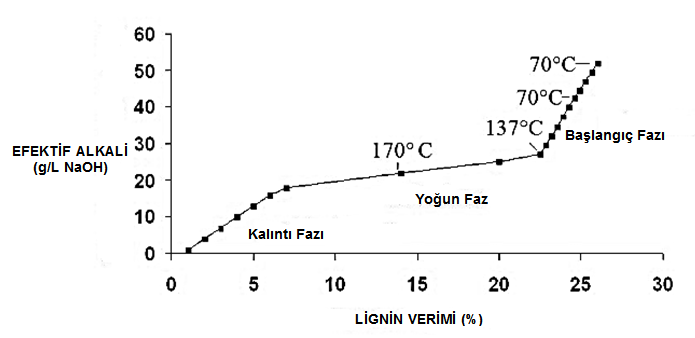 60
50
40
30
20
10
0
EFEKTİF ALKALİ
(g/L NaOH)
70°C
70°C
137°C
Başlangıç Fazı
170° C
Yoğun Faz
Kalıntı Fazı
0 5 10 15 20 25 30
LİGNİN VERİMİ (%)